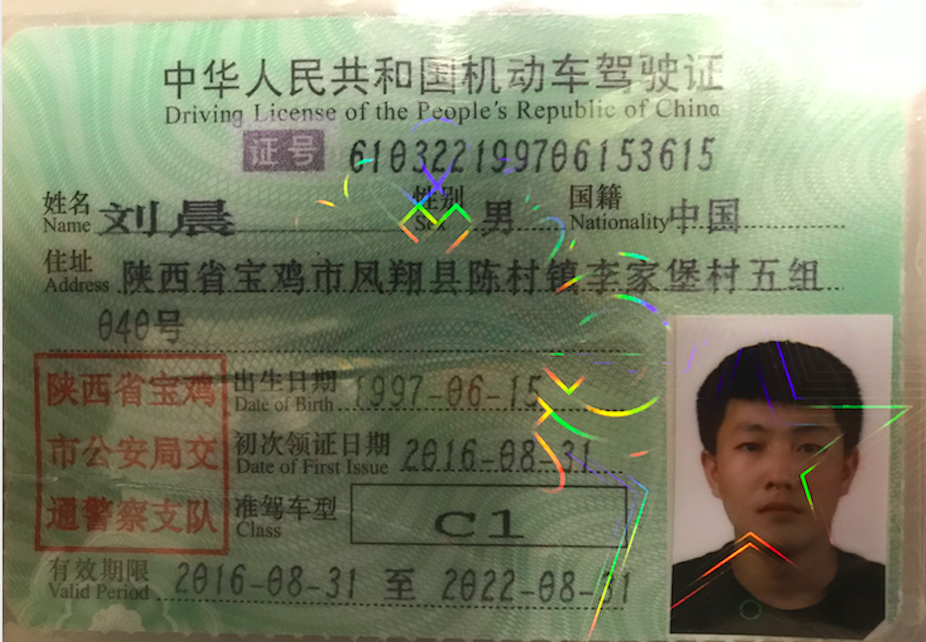 中华人民共和国机动车驾驶证
Driving License of the People's Republic of China
证号 610322199706153615
姓名 Name 刘晨 性别 Sex 男 国籍 Nationality 中国
住址 Address 陕西省宝鸡市凤翔县陈村镇李家堡村五组
040号
陕西省宝鸡
市公安局交
通警察支队
出生日期 Date of Birth 1997-06-15
初次领证日期 Date of First Issue 2016-08-31
准驾车型 Class C1
有效期限 Valid Period 2016-08-31 至 2022-08-31